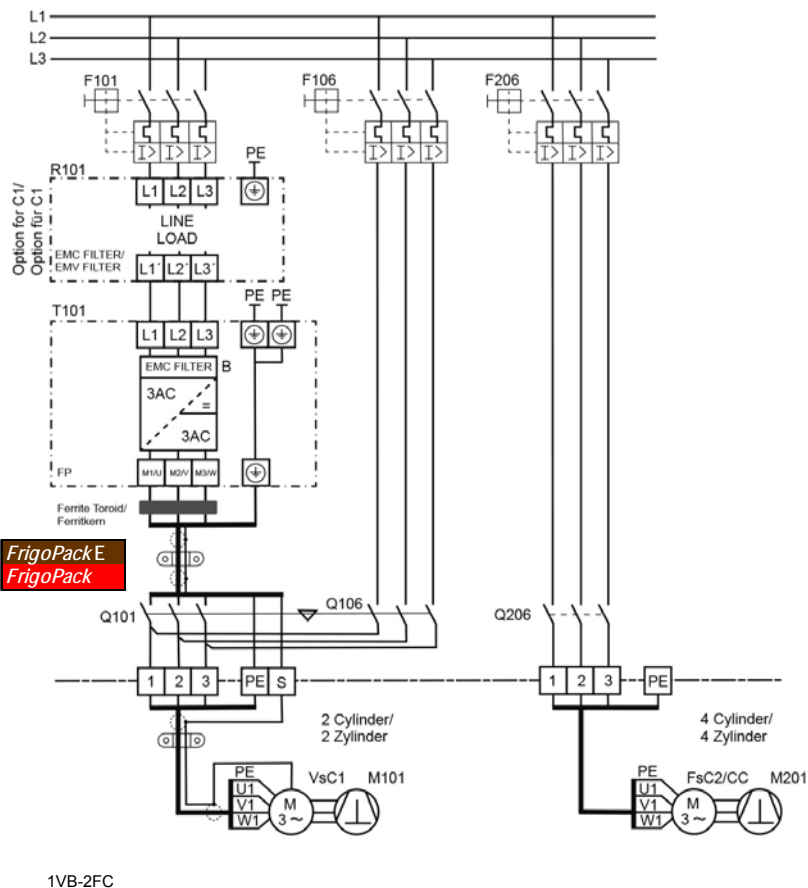 L1
L2
L3
F101
F106
F206
I> I> I>
I> I> I>
I> I> I>
PE
R101
L1 L2 L3
Option for C1/
Option für C1
LINE
LOAD
EMC FILTER/
EMV FILTER
L1´ L2´ L3´
PE PE
T101
L1 L2 L3
EMC FILTER B
3AC
=
3AC
FP
M1/U M2/V M3/W
Ferrite Toroid/
Ferritkern
FrigoPack E
FrigoPack
Q101
Q106
Q206
1 2 3 PE S
1 2 3 PE
2 Cylinder/
2 Zylinder
4 Cylinder/
4 Zylinder
PE VsC1 M101
U1
V1
W1
M
3~
PE FsC2/CC M201
U1
V1
W1
M
3~
1VB-2FC